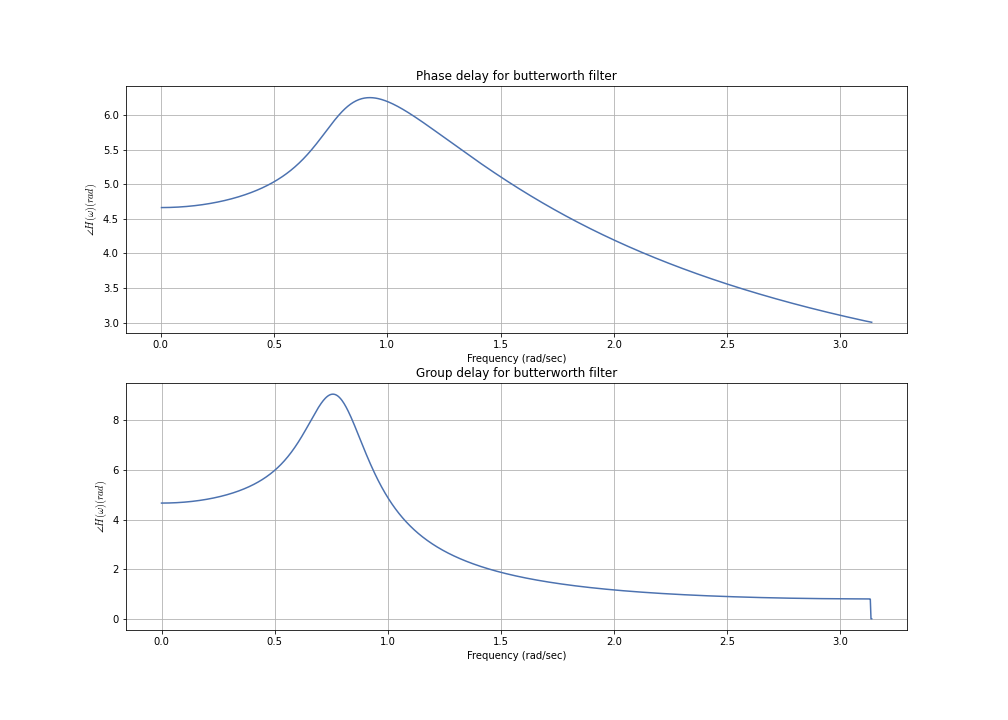 Phase delay for butterworth filter
∠H(ω)(rad)
6.0
5.5
5.0
4.5
4.0
3.5
3.0
0.0 0.5 1.0 1.5 2.0 2.5 3.0
Frequency (rad/sec)
Group delay for butterworth filter
∠H(ω)(rad)
8
6
4
2
0
0.0 0.5 1.0 1.5 2.0 2.5 3.0
Frequency (rad/sec)